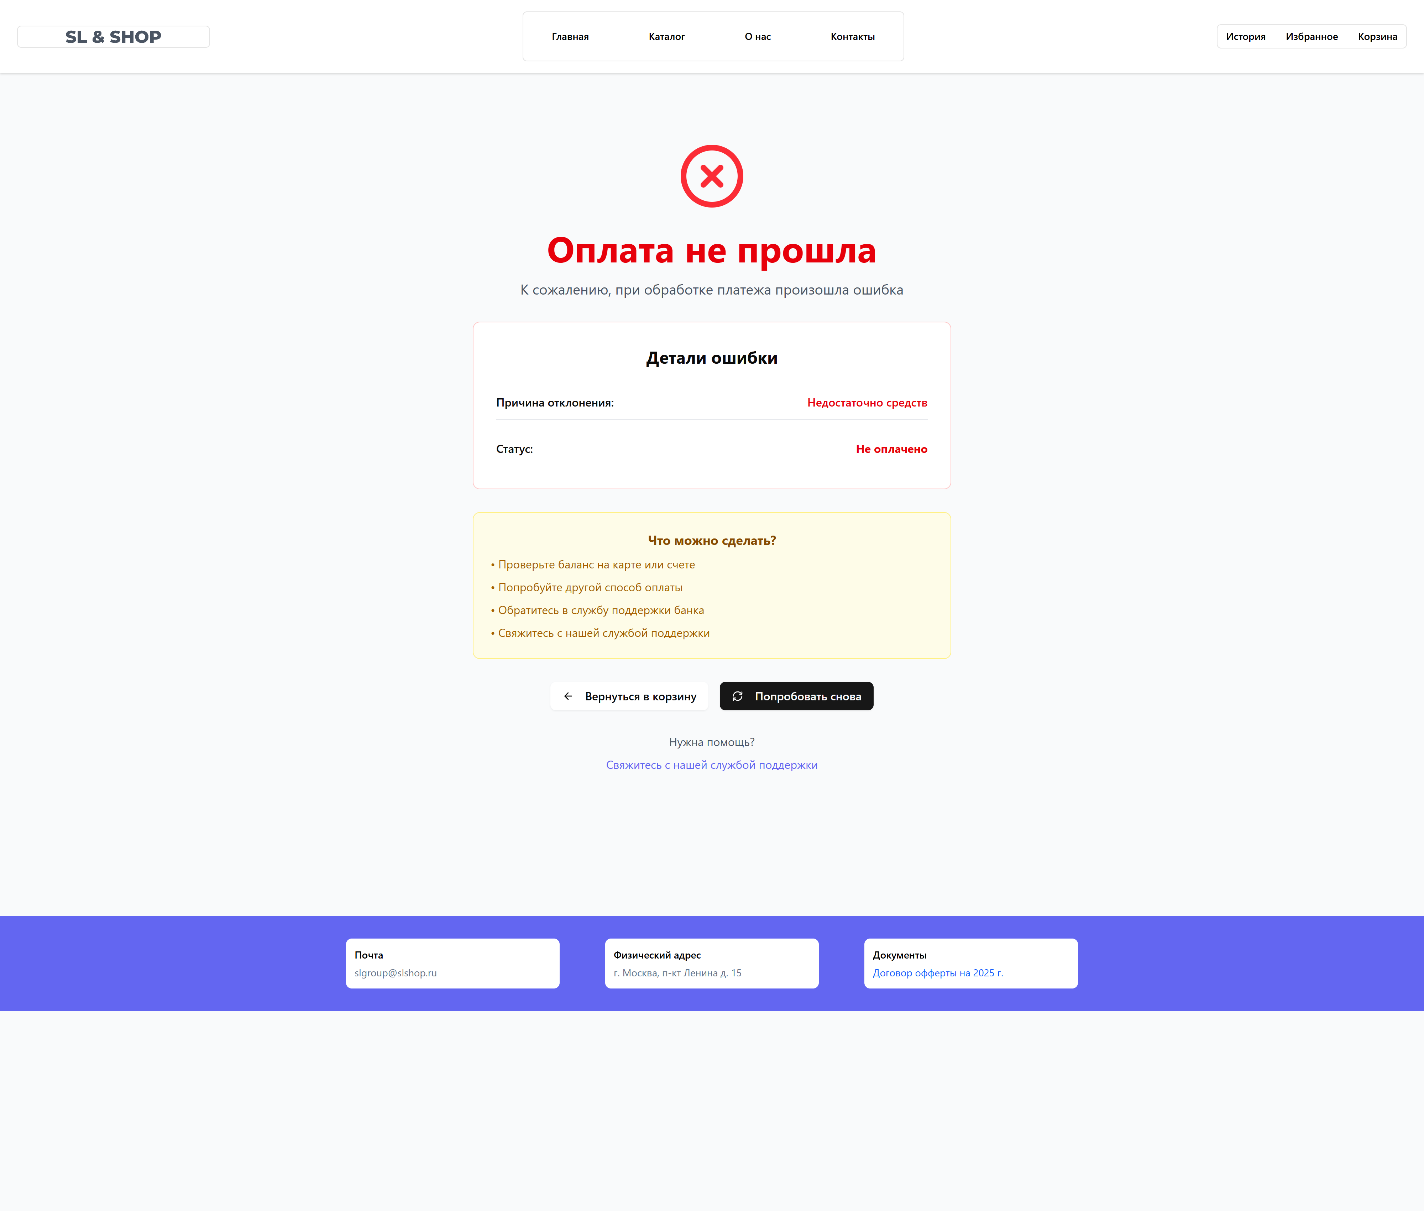 SL & SHOP
Главная Каталог О нас Контакты
История Избранное Корзина
Оплата не прошла
К сожалению, при обработке платежа произошла ошибка
Детали ошибки
Причина отклонения: Недостаточно средств
Статус: Не оплачено
Что можно сделать?
• Проверьте баланс на карте или счете
• Попробуйте другой способ оплаты
• Обратитесь в службу поддержки банка
• Свяжитесь с нашей службой поддержки
Вернуться в корзину Попробовать снова
Нужна помощь?
Свяжитесь с нашей службой поддержки
Почта
slgroup@slshop.ru
Физический адрес
г. Москва, п-кт Ленина д. 15
Документы
Договор офферты на 2025 г.